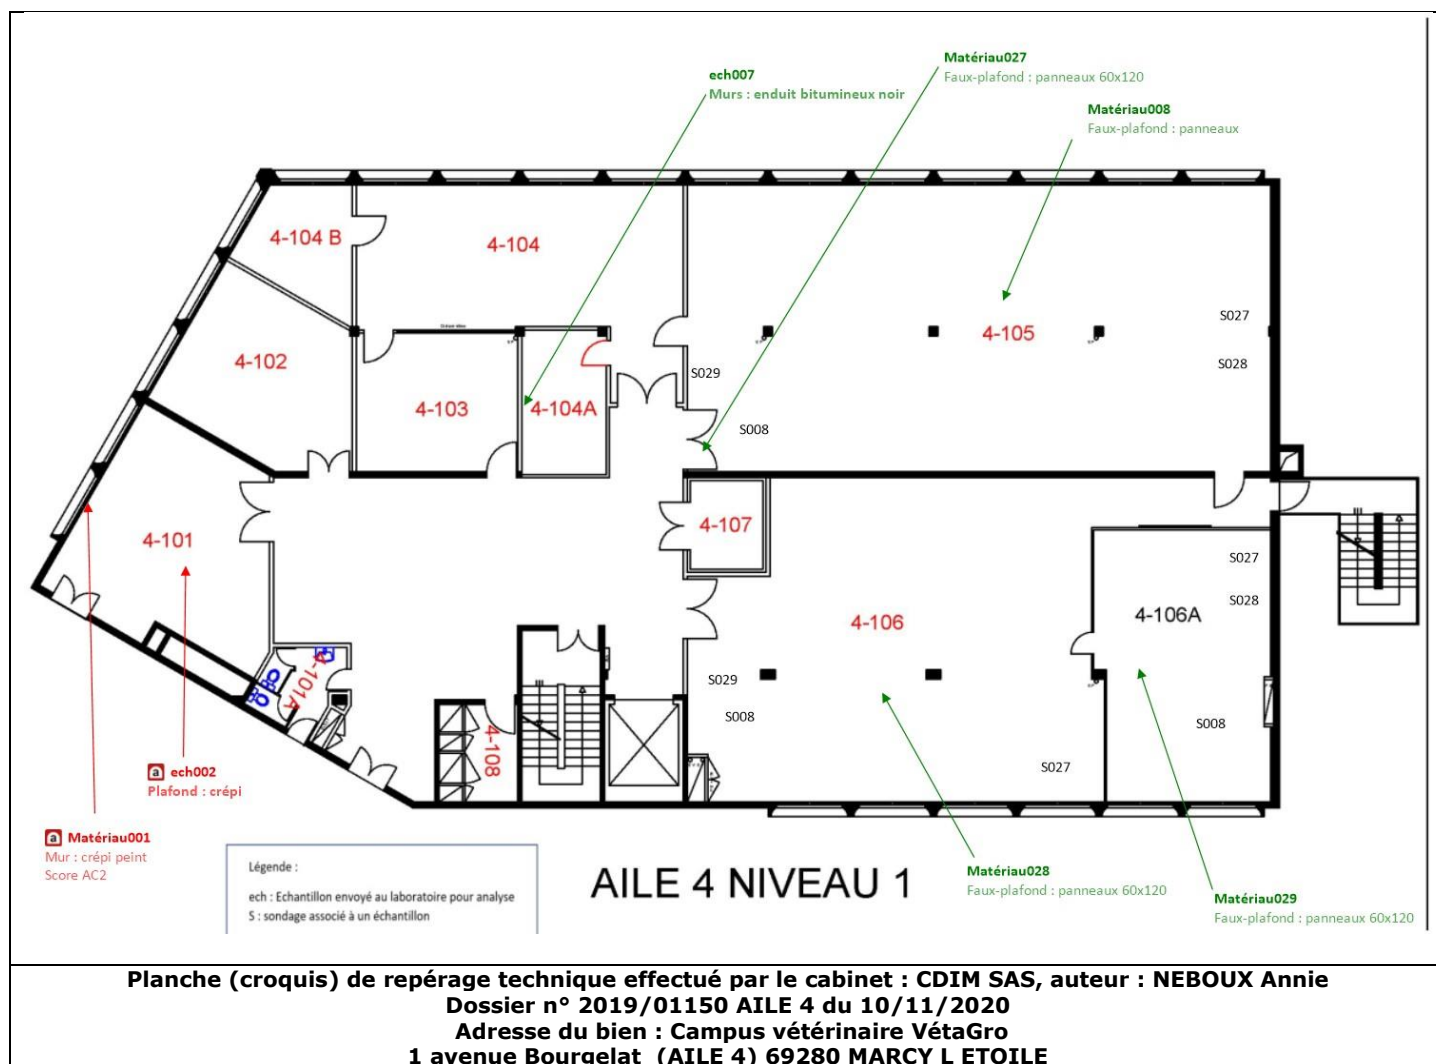 Matériau027
Faux-plafond : panneaux 60x120
ech007
Murs : enduit bitumineux noir
Matériau008
Faux-plafond : panneaux
4-104 B
4-104
4-105
S027
S028
4-102
4-103
4-104A
S029
S008
4-101
4-107
S027
S028
4-106
4-106A
4-101A
S029
S008
S008
4-108
S027
a ech002
Plafond : crépi
a Matériau001
Mur : crépi peint
Score AC2
Légende :
ech : Echantillon envoyé au laboratoire pour analyse
S : sondage associé à un échantillon
AILE 4 NIVEAU 1
Matériau028
Faux-plafond : panneaux 60x120
Matériau029
Faux-plafond : panneaux 60x120
Planche (croquis) de repérage technique effectué par le cabinet : CDIM SAS, auteur : NEBOUX Annie
Dossier n° 2019/01150 AILE 4 du 10/11/2020
Adresse du bien : Campus vétérinaire VétaGro
1 avenue Bourgelat (AILE 4) 69280 MARCY L ETOILE